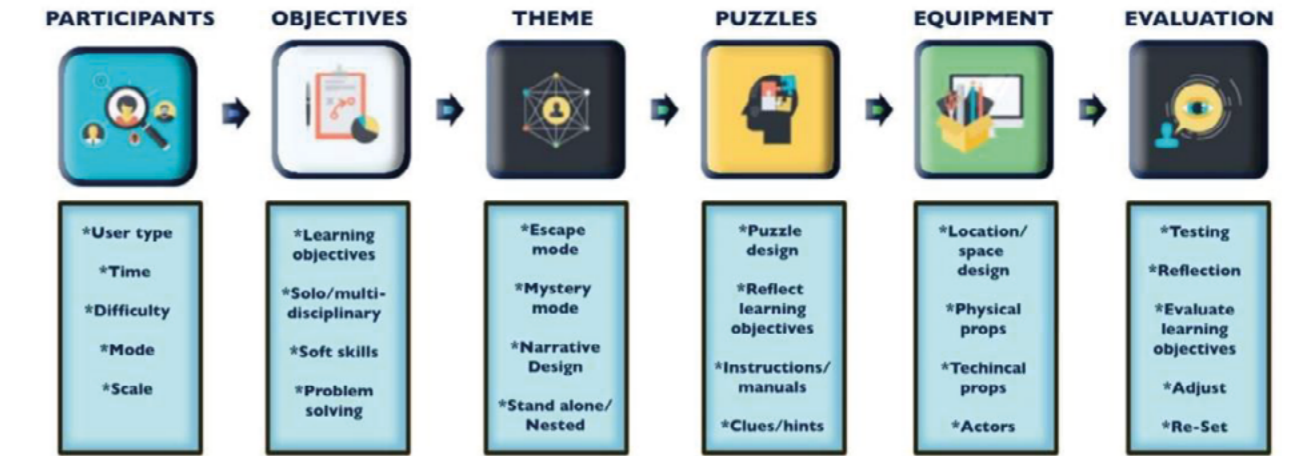 PARTICIPANTS
OBJECTIVES
THEME
PUZZLES
EQUIPMENT
EVALUATION
*User type
*Time
*Difficulty
*Mode
*Scale
*Learning
objectives
*Solo/multi-
disciplinary
*Soft skills
*Problem
solving
*Escape
mode
*Mystery
mode
*Narrative
Design
*Stand alone/
Nested
*Puzzle
design
*Reflect
learning
objectives
*Instructions/
manuals
*Clues/hints
*Location/
space
design
*Physical
props
*Techincal
props
*Actors
*Testing
*Reflection
*Evaluate
learning
objectives
*Adjust
*Re-Set